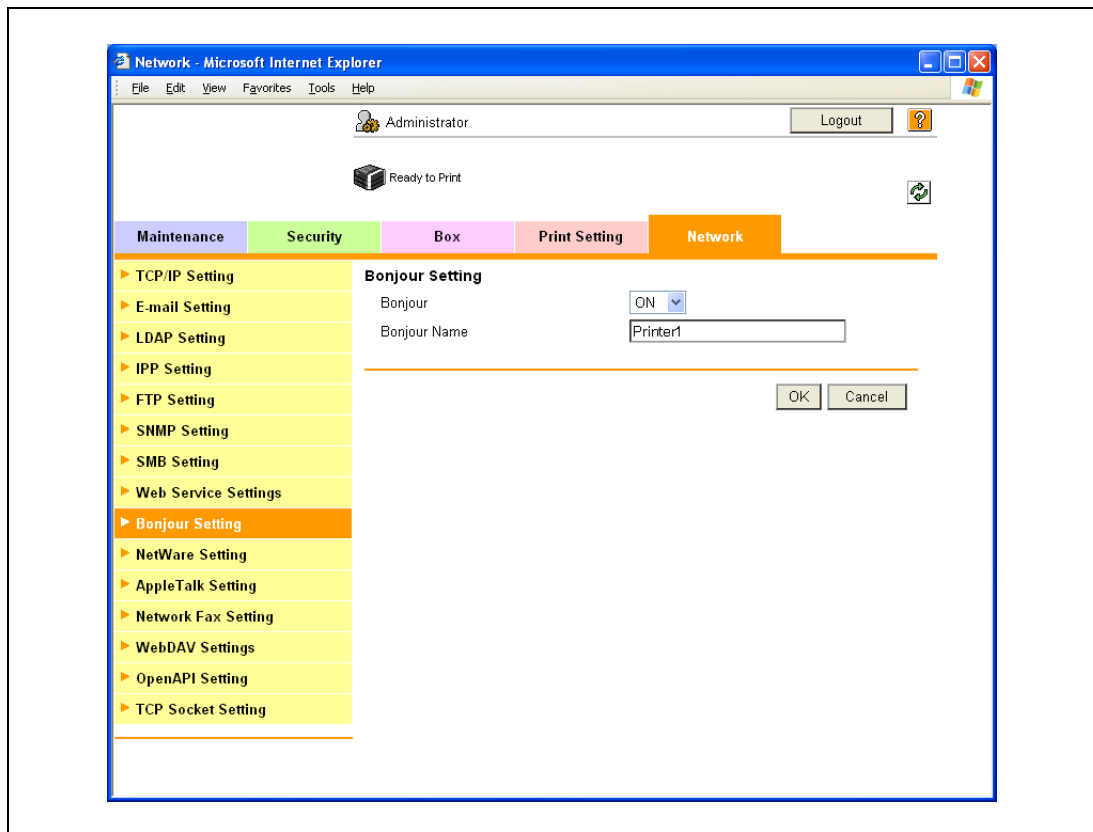 Network - Microsoft Internet Explorer
File Edit View Favorites Tools Help
Administrator Logout ?
Ready to Print
Maintenance Security Box Print Setting Network
TCP/IP Setting
E-mail Setting
LDAP Setting
IPP Setting
FTP Setting
SNMP Setting
SMB Setting
Web Service Settings
Bonjour Setting
NetWare Setting
AppleTalk Setting
Network Fax Setting
WebDAV Settings
OpenAPI Setting
TCP Socket Setting
Bonjour Setting
Bonjour ON
Bonjour Name Printer1
OK Cancel